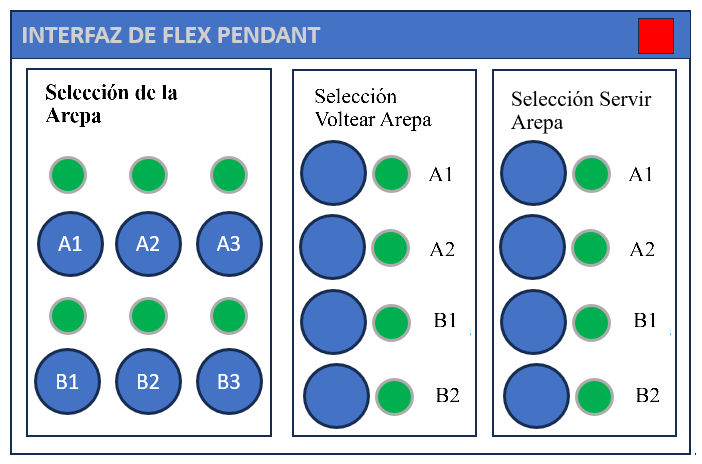 INTERFAZ DE FLEX PENDANT
Selección de la
Arepa
A1 A2 A3
B1 B2 B3
Selección
Voltear Arepa
A1
A2
B1
B2
Selección Servir
Arepa
A1
A2
B1
B2